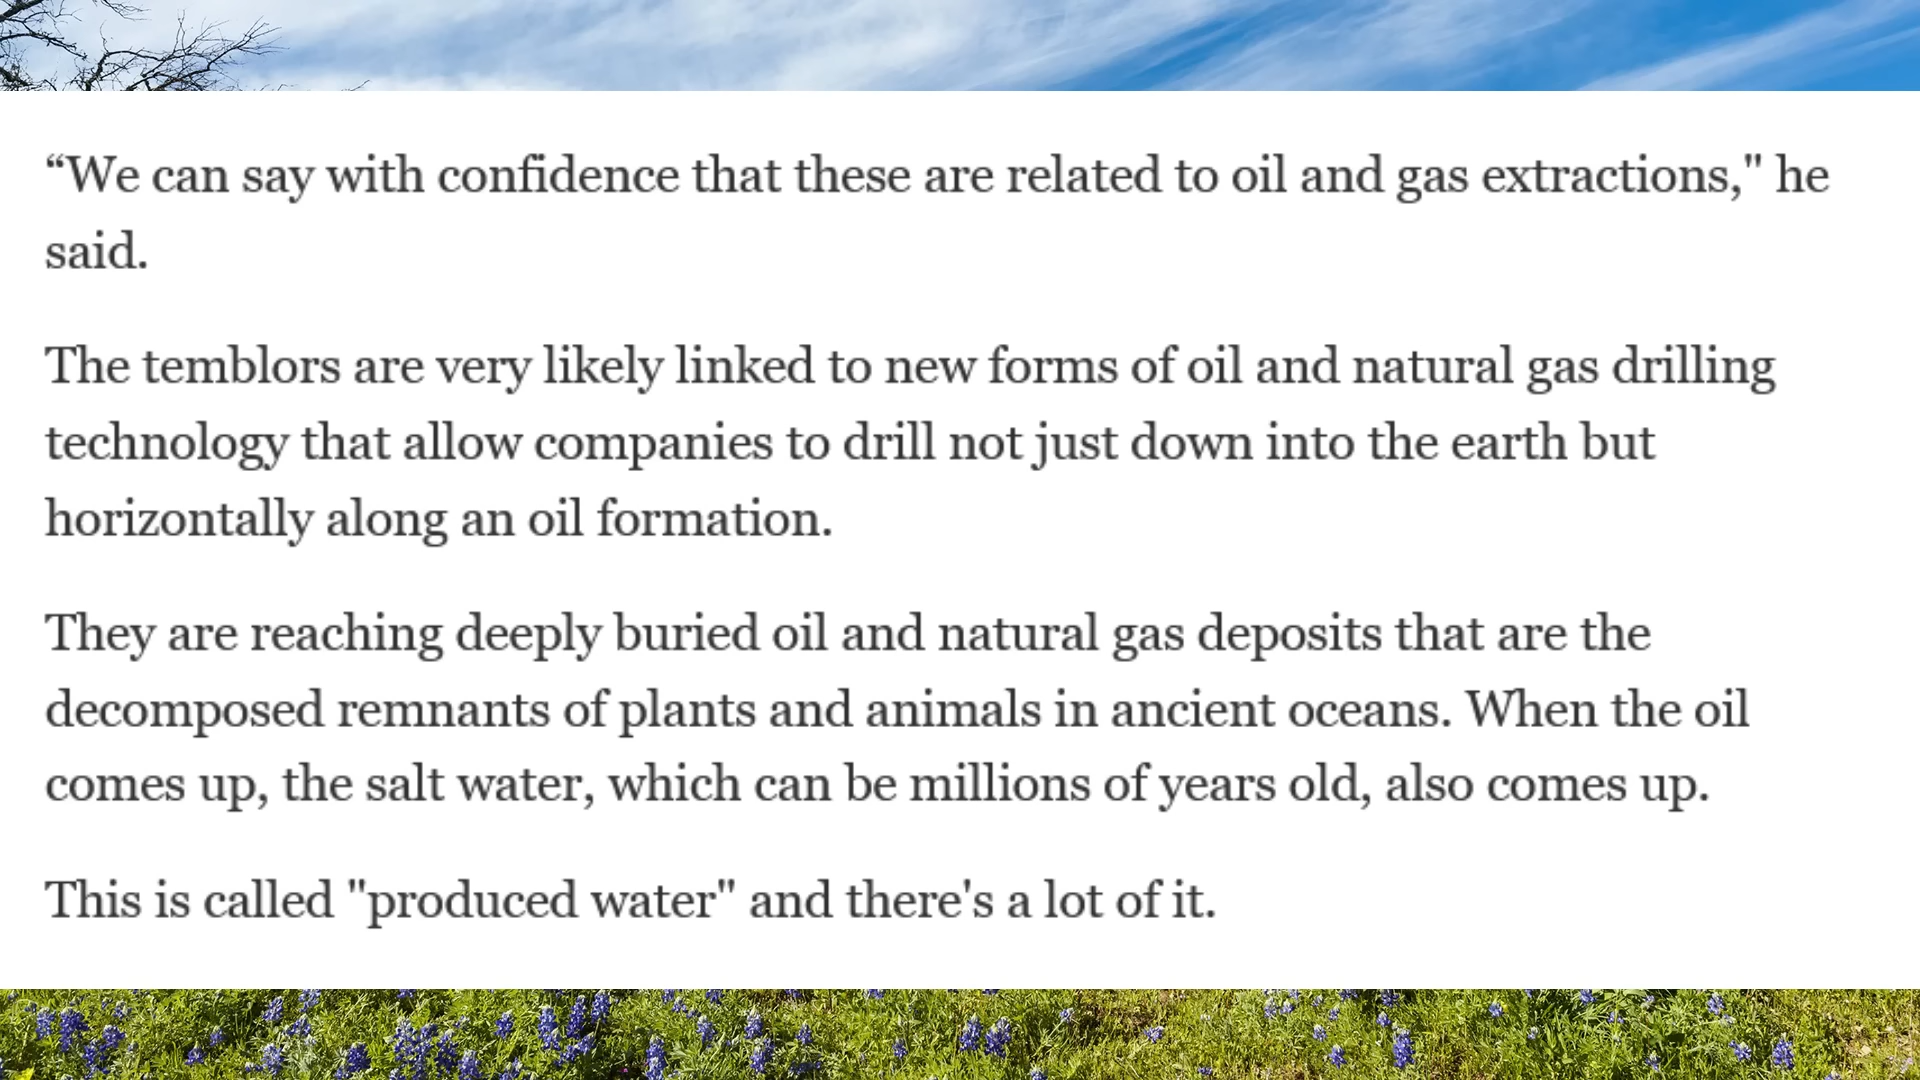 “We can say with confidence that these are related to oil and gas extractions," he
said.
The temblors are very likely linked to new forms of oil and natural gas drilling
technology that allow companies to drill not just down into the earth but
horizontally along an oil formation.
They are reaching deeply buried oil and natural gas deposits that are the
decomposed remnants of plants and animals in ancient oceans. When the oil
comes up, the salt water, which can be millions of years old, also comes up.
This is called "produced water" and there's a lot of it.